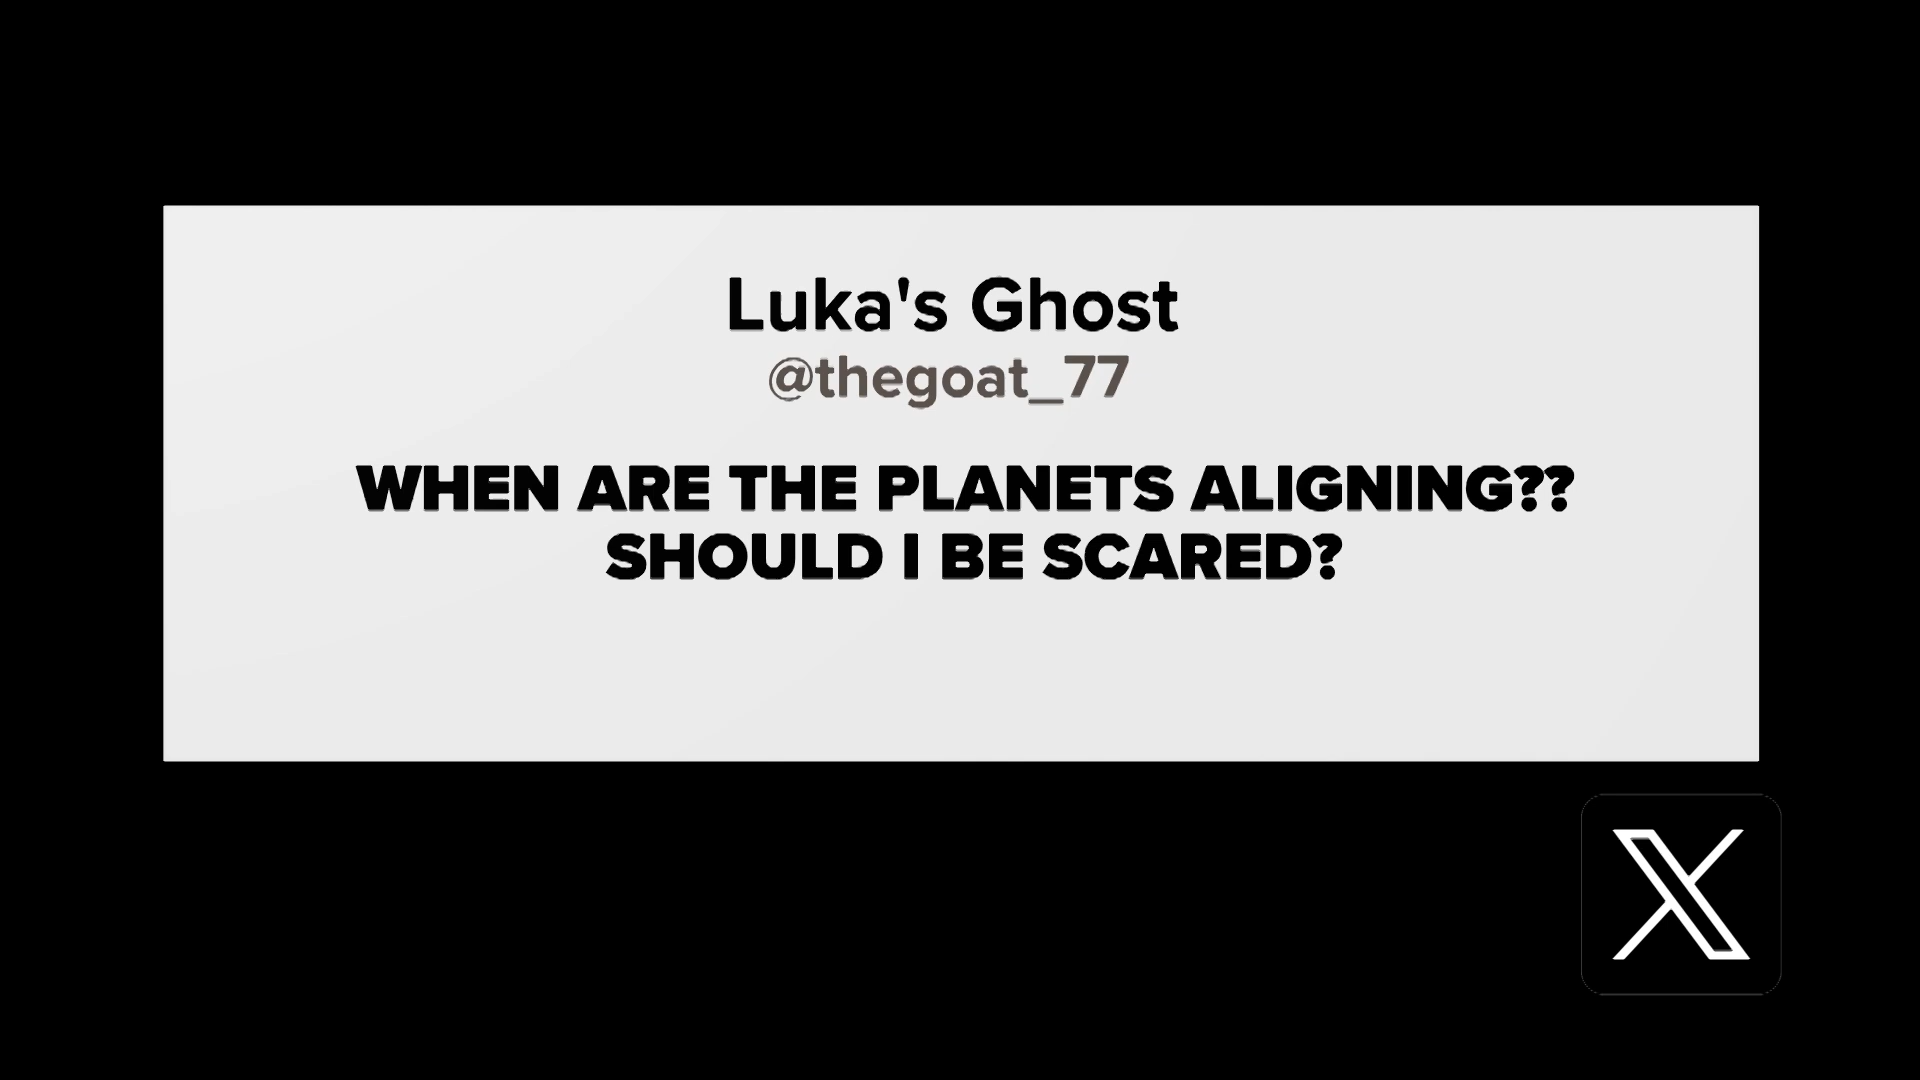 Luka's Ghost
@thegoat_77
WHEN ARE THE PLANETS ALIGNING??
SHOULD I BE SCARED?
X